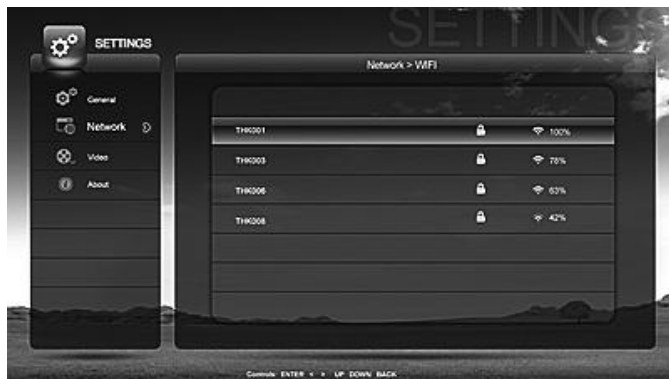 SETTINGS
SETTINGS
Network > WIFI
General
Network
Video
About
THK001 100%
THK003 78%
THK006 63%
THK008 42%
Controls: ENTER < > UP DOWN BACK